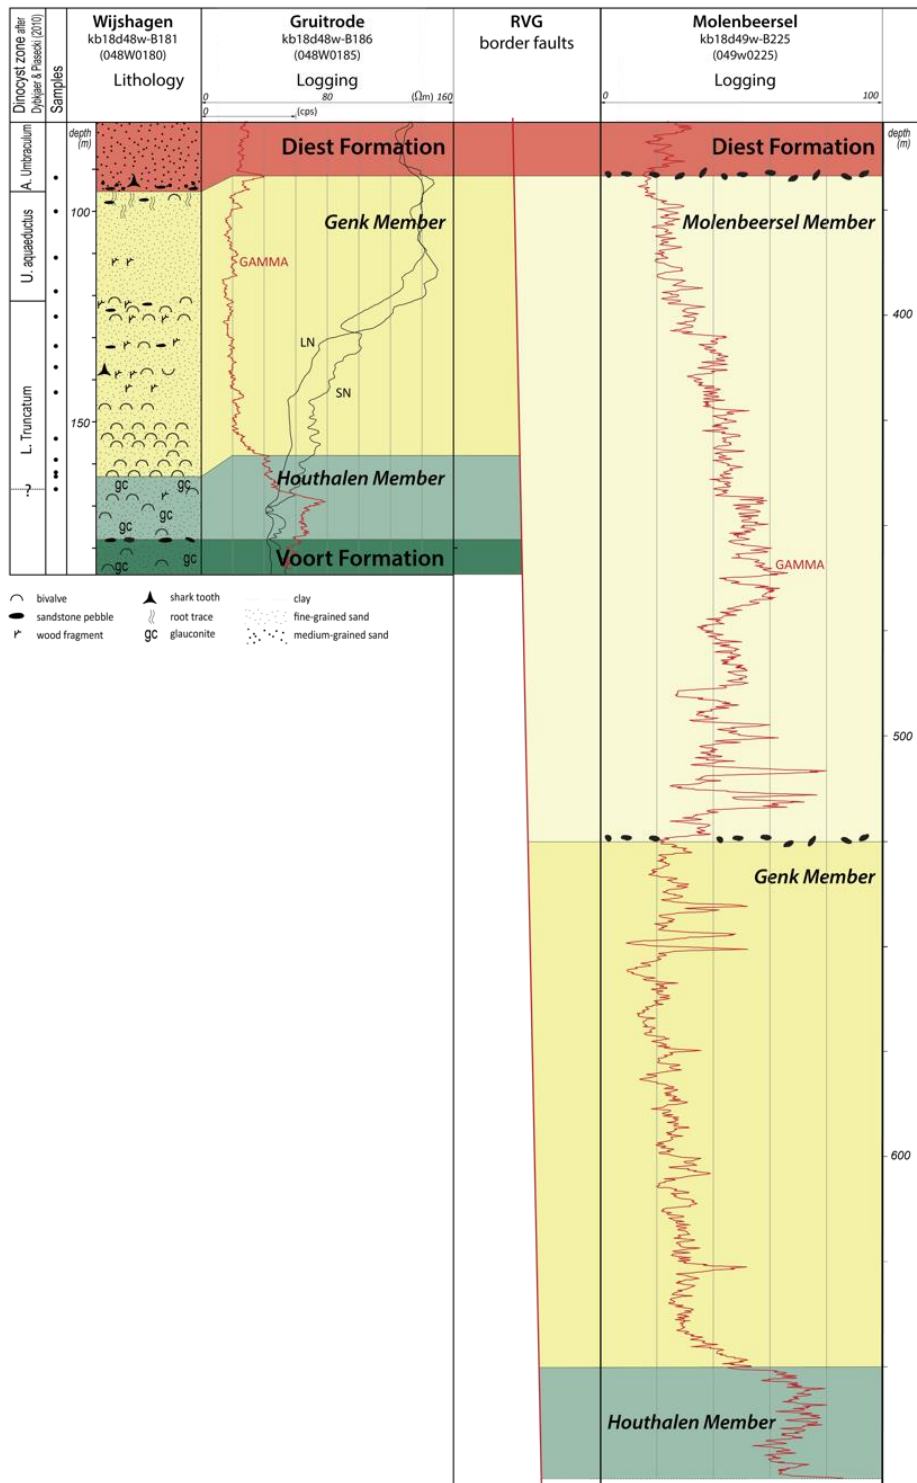 Dinocyst zone after
Dybkjaer & Piasecki (2010)
Samples
Wijshagen
kb18d48w-B181
(048W0180)
Lithology
Gruitrode
kb18d48w-B186
(048W0185)
Logging
0 80 (Ωm) 160
0 (cps)
RVG
border faults
Molenbeersel
kb18d49w-B225
(049w0225)
Logging
0 100
A. Umbraculum
U. aquaeductus
L. Truncatum
?
depth
(m)
100
150
gc gc
gc
gc
gc gc
Diest Formation
Genk Member
GAMMA
LN
SN
Houthalen Member
Voort Formation
Diest Formation
Molenbeersel Member
GAMMA
Genk Member
Houthalen Member
depth
(m)
400
500
600
bivalve
sandstone pebble
wood fragment
shark tooth
root trace
gc glauconite
clay
fine-grained sand
medium-grained sand